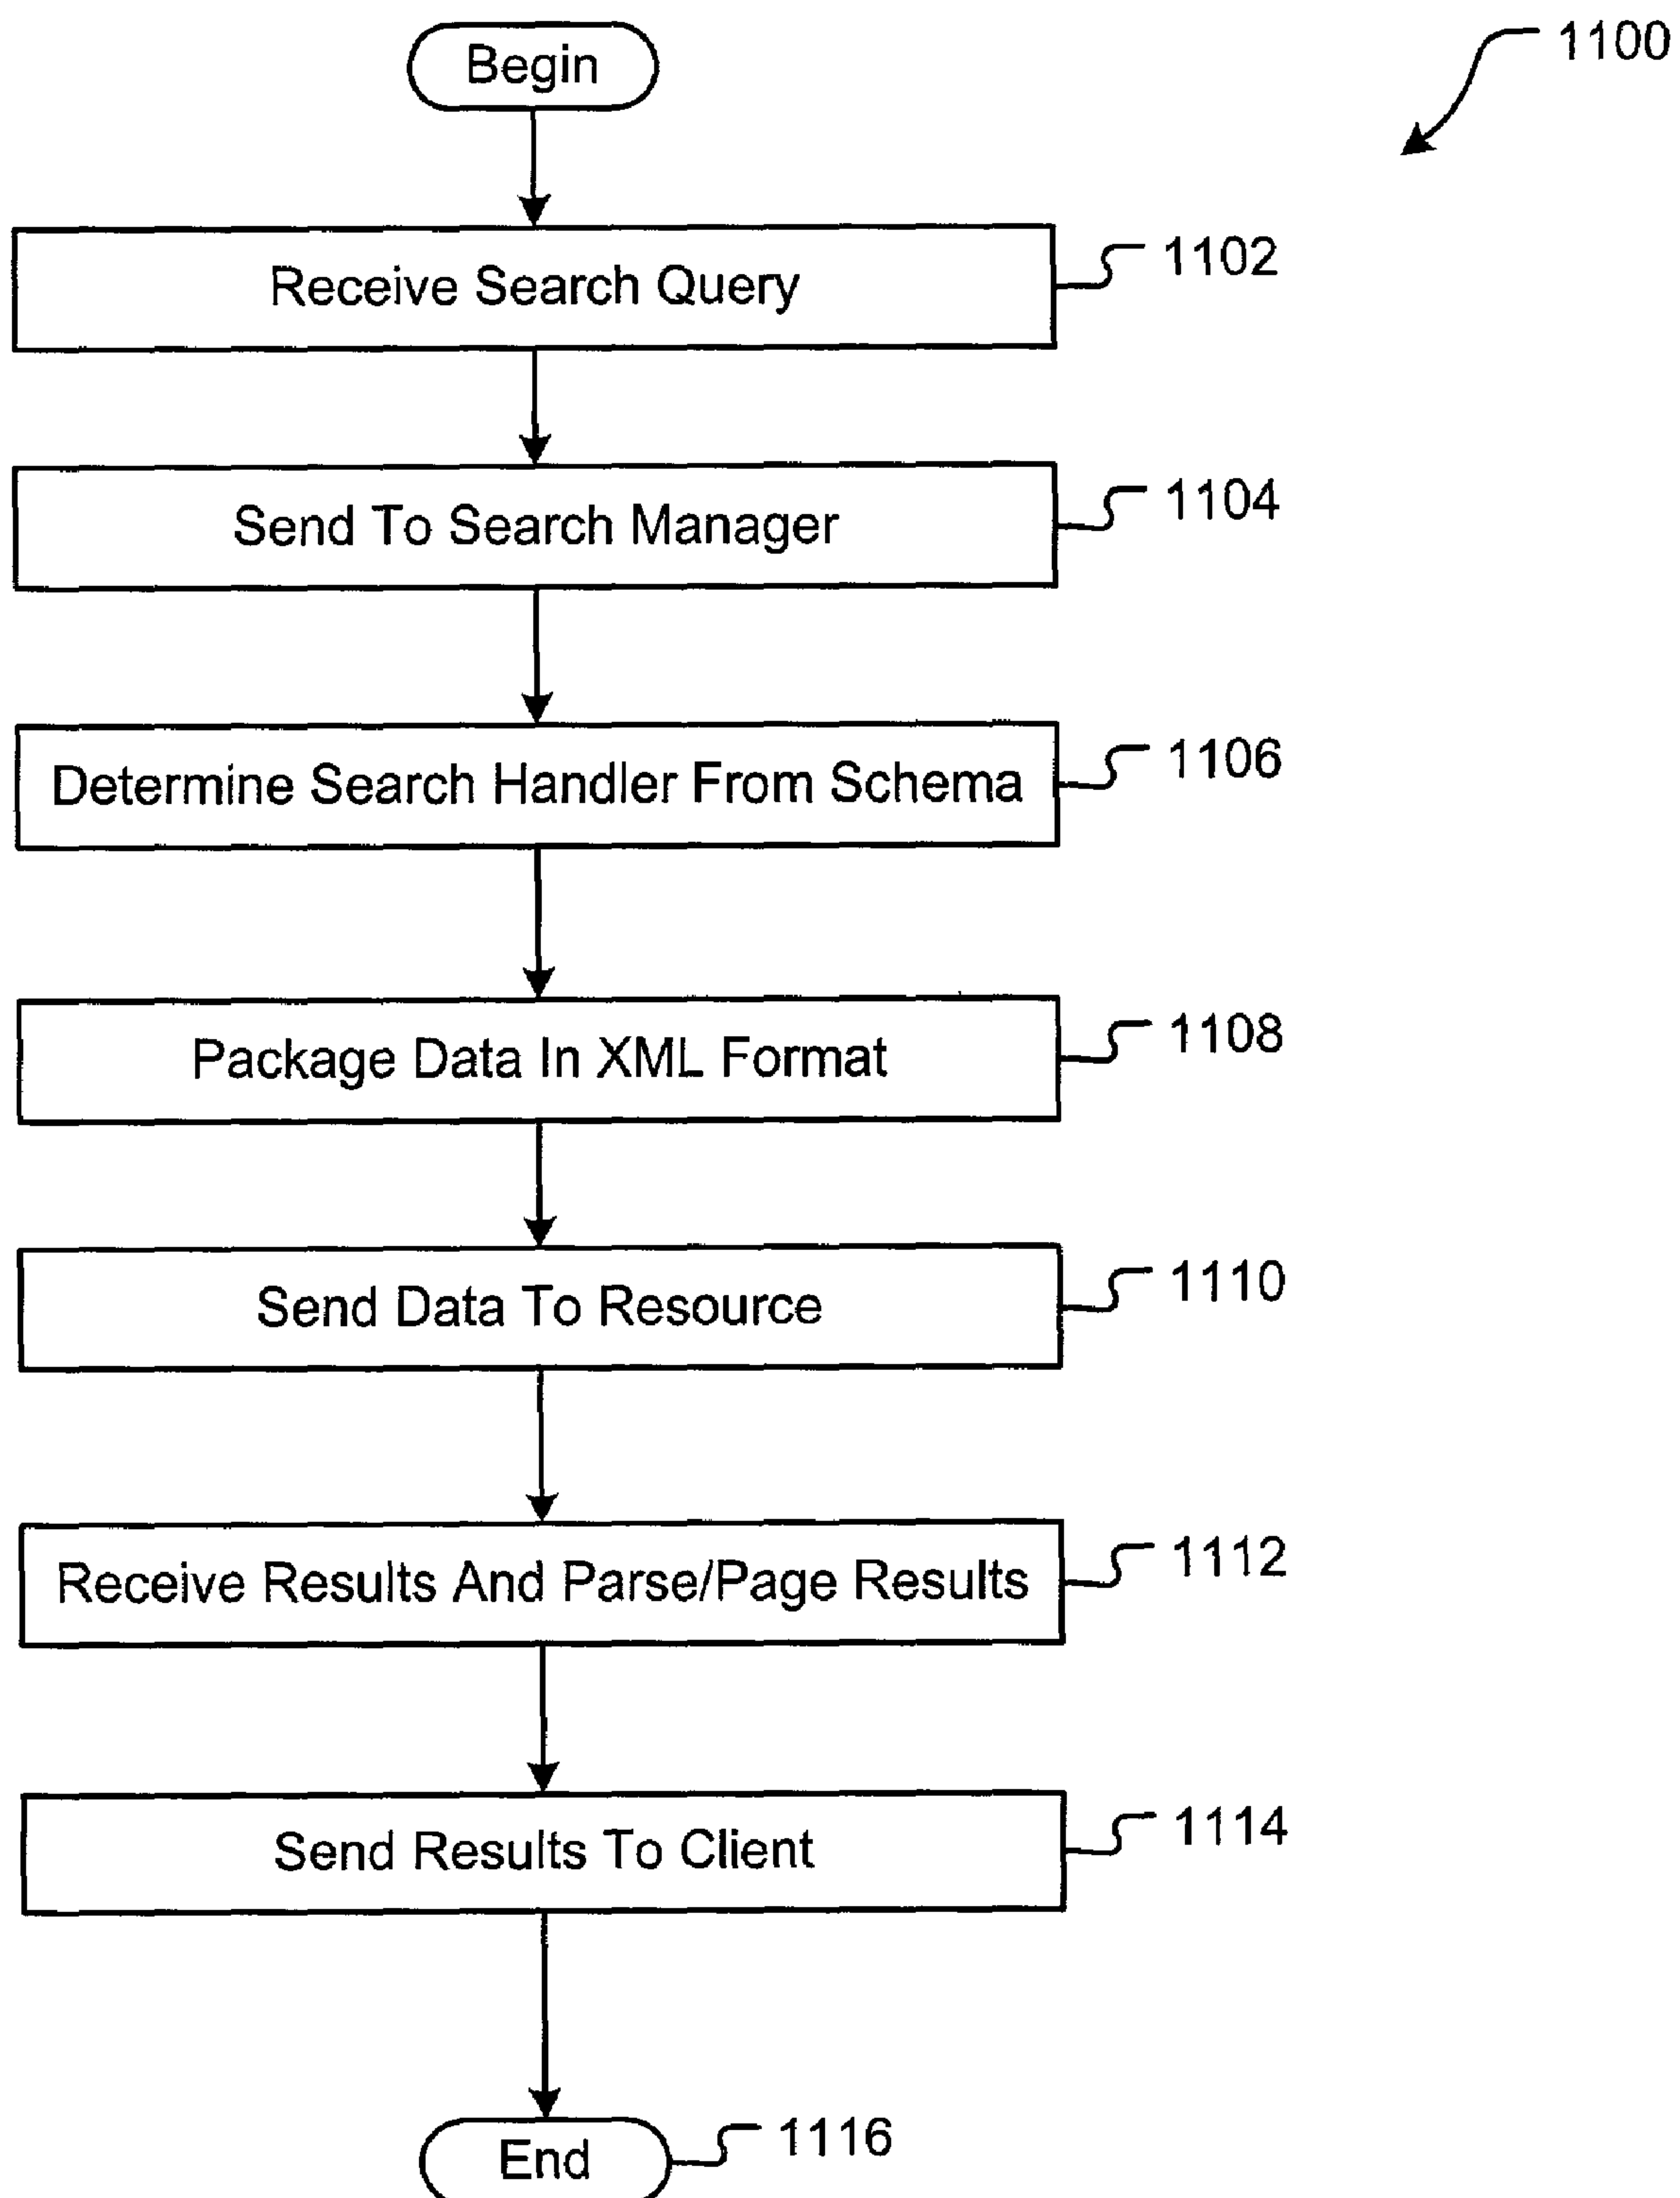 Begin
1100
Receive Search Query
1102
Send To Search Manager
1104
Determine Search Handler From Schema
1106
Package Data In XML Format
1108
Send Data To Resource
1110
Receive Results And Parse/Page Results
1112
Send Results To Client
1114
End
1116